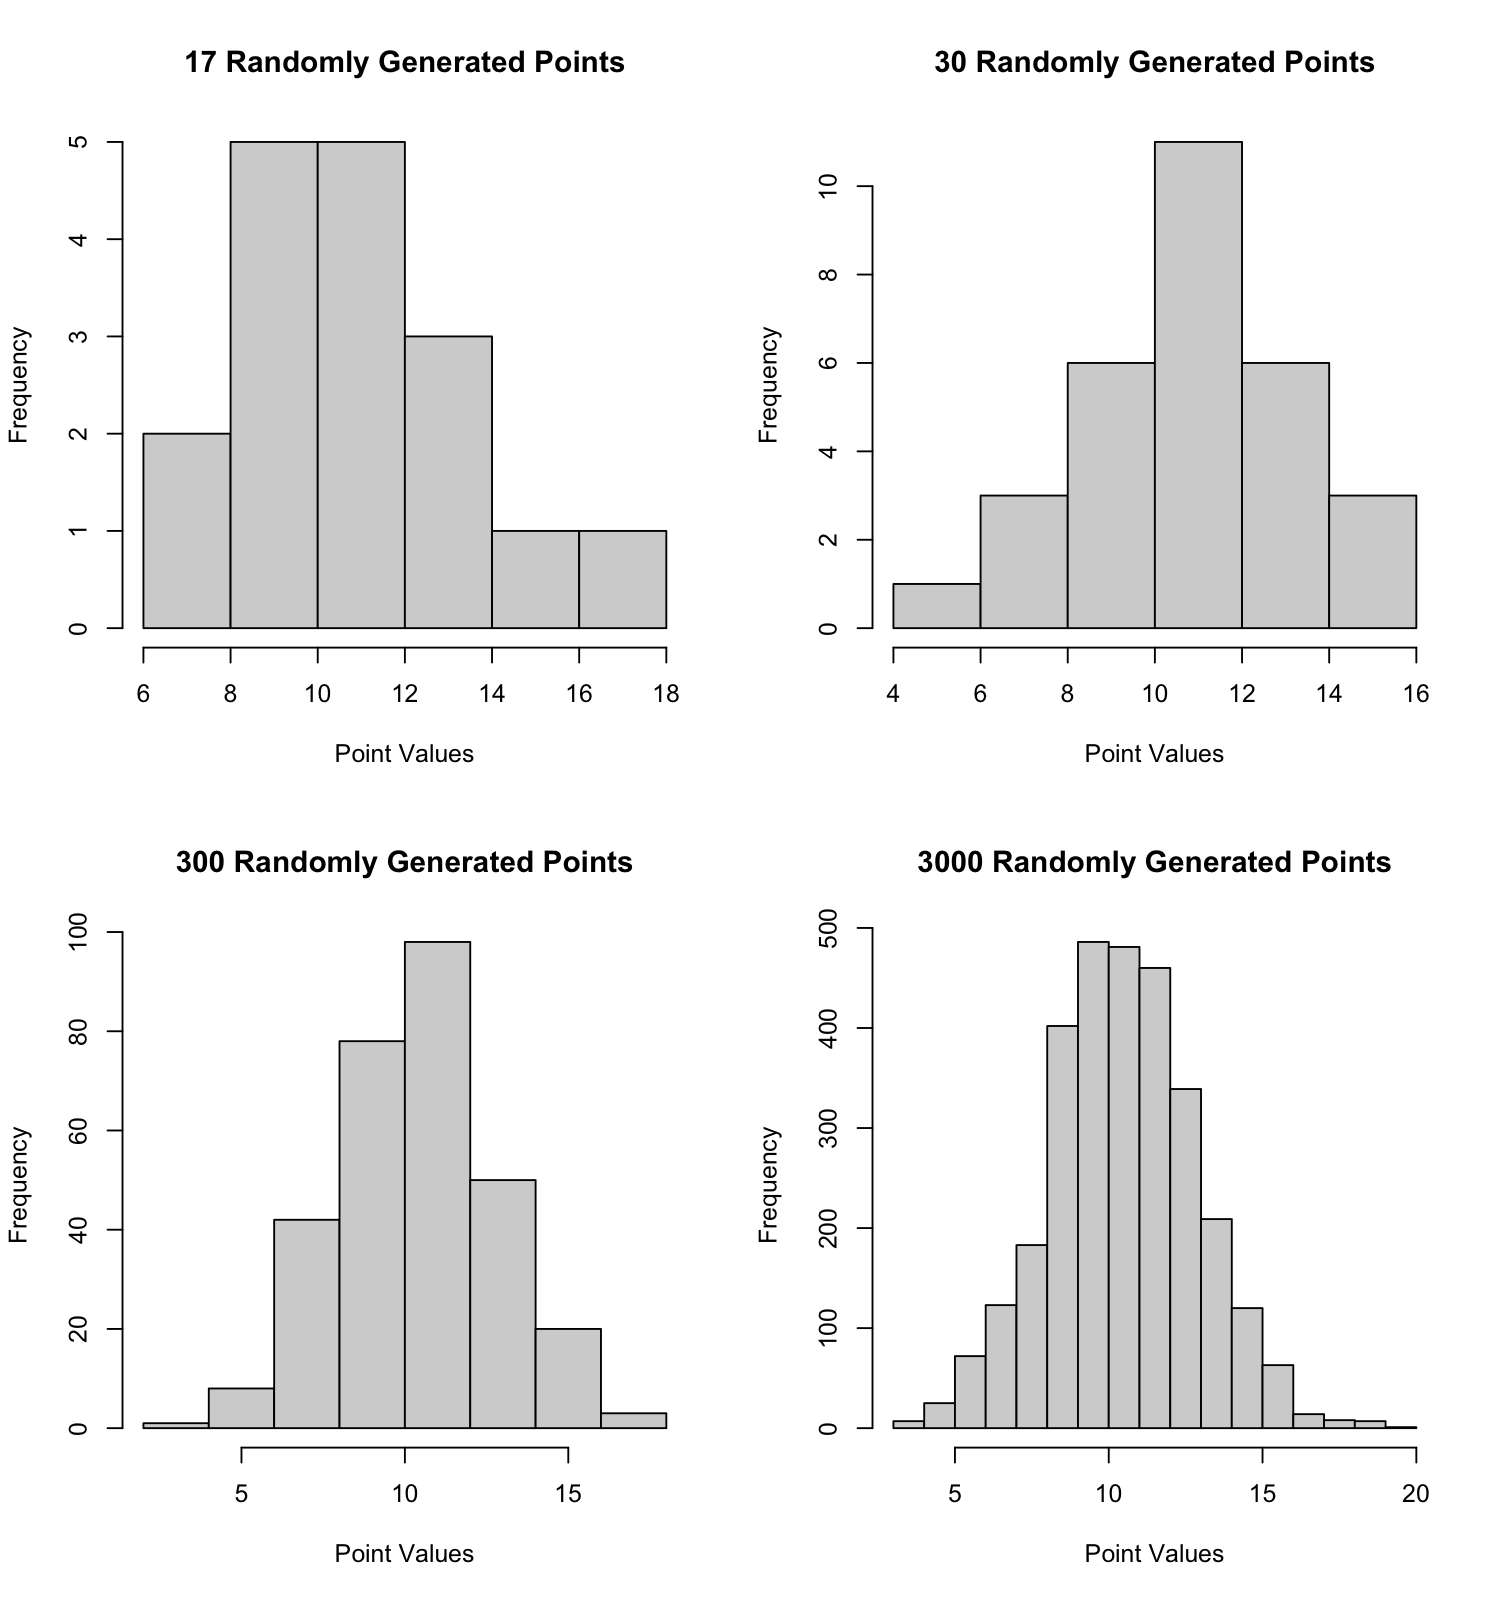 17 Randomly Generated Points
Frequency
5
4
3
2
1
0
6 8 10 12 14 16 18
Point Values
30 Randomly Generated Points
Frequency
10
8
6
4
2
0
4 6 8 10 12 14 16
Point Values
300 Randomly Generated Points
Frequency
100
80
60
40
20
0
5 10 15
Point Values
3000 Randomly Generated Points
Frequency
500
400
300
200
100
0
5 10 15 20
Point Values